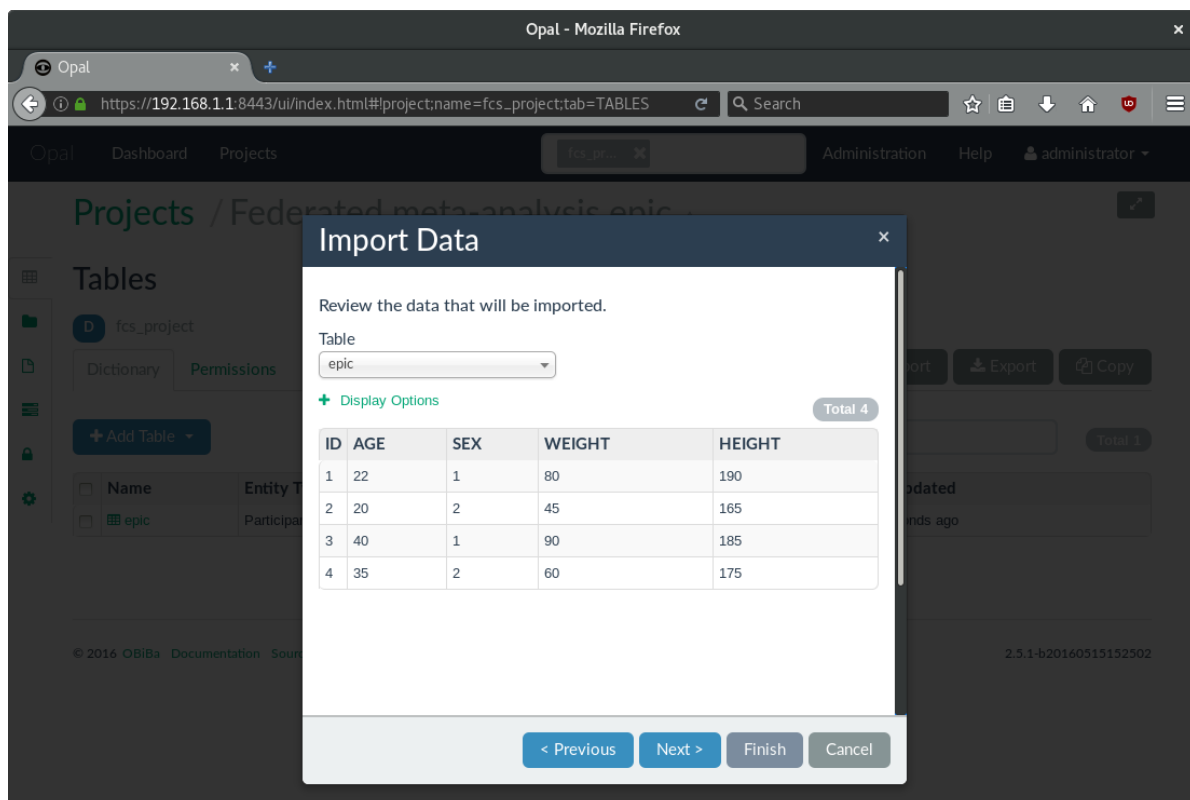 Opal - Mozilla Firefox
Opal
https://192.168.1.1:8443/ui/index.html#!project;name=fcs_project;tab=TABLES
Search
Opal Dashboard Projects fcs_pr... Administration Help administrator
Projects / Federated meta-analysis epic
Import Data
Tables
Review the data that will be imported.
D fcs_project
Table
epic
Dictionary Permissions
ort Export Copy
Display Options
Total 4
Add Table
Total 1
ID AGE SEX WEIGHT HEIGHT
1 22 1 80 190
2 20 2 45 165
3 40 1 90 185
4 35 2 60 175
Name Entity T pdated
epic Participan nds ago
© 2016 OBiBa Documentation Sour
2.5.1-b20160515152502
< Previous Next > Finish Cancel